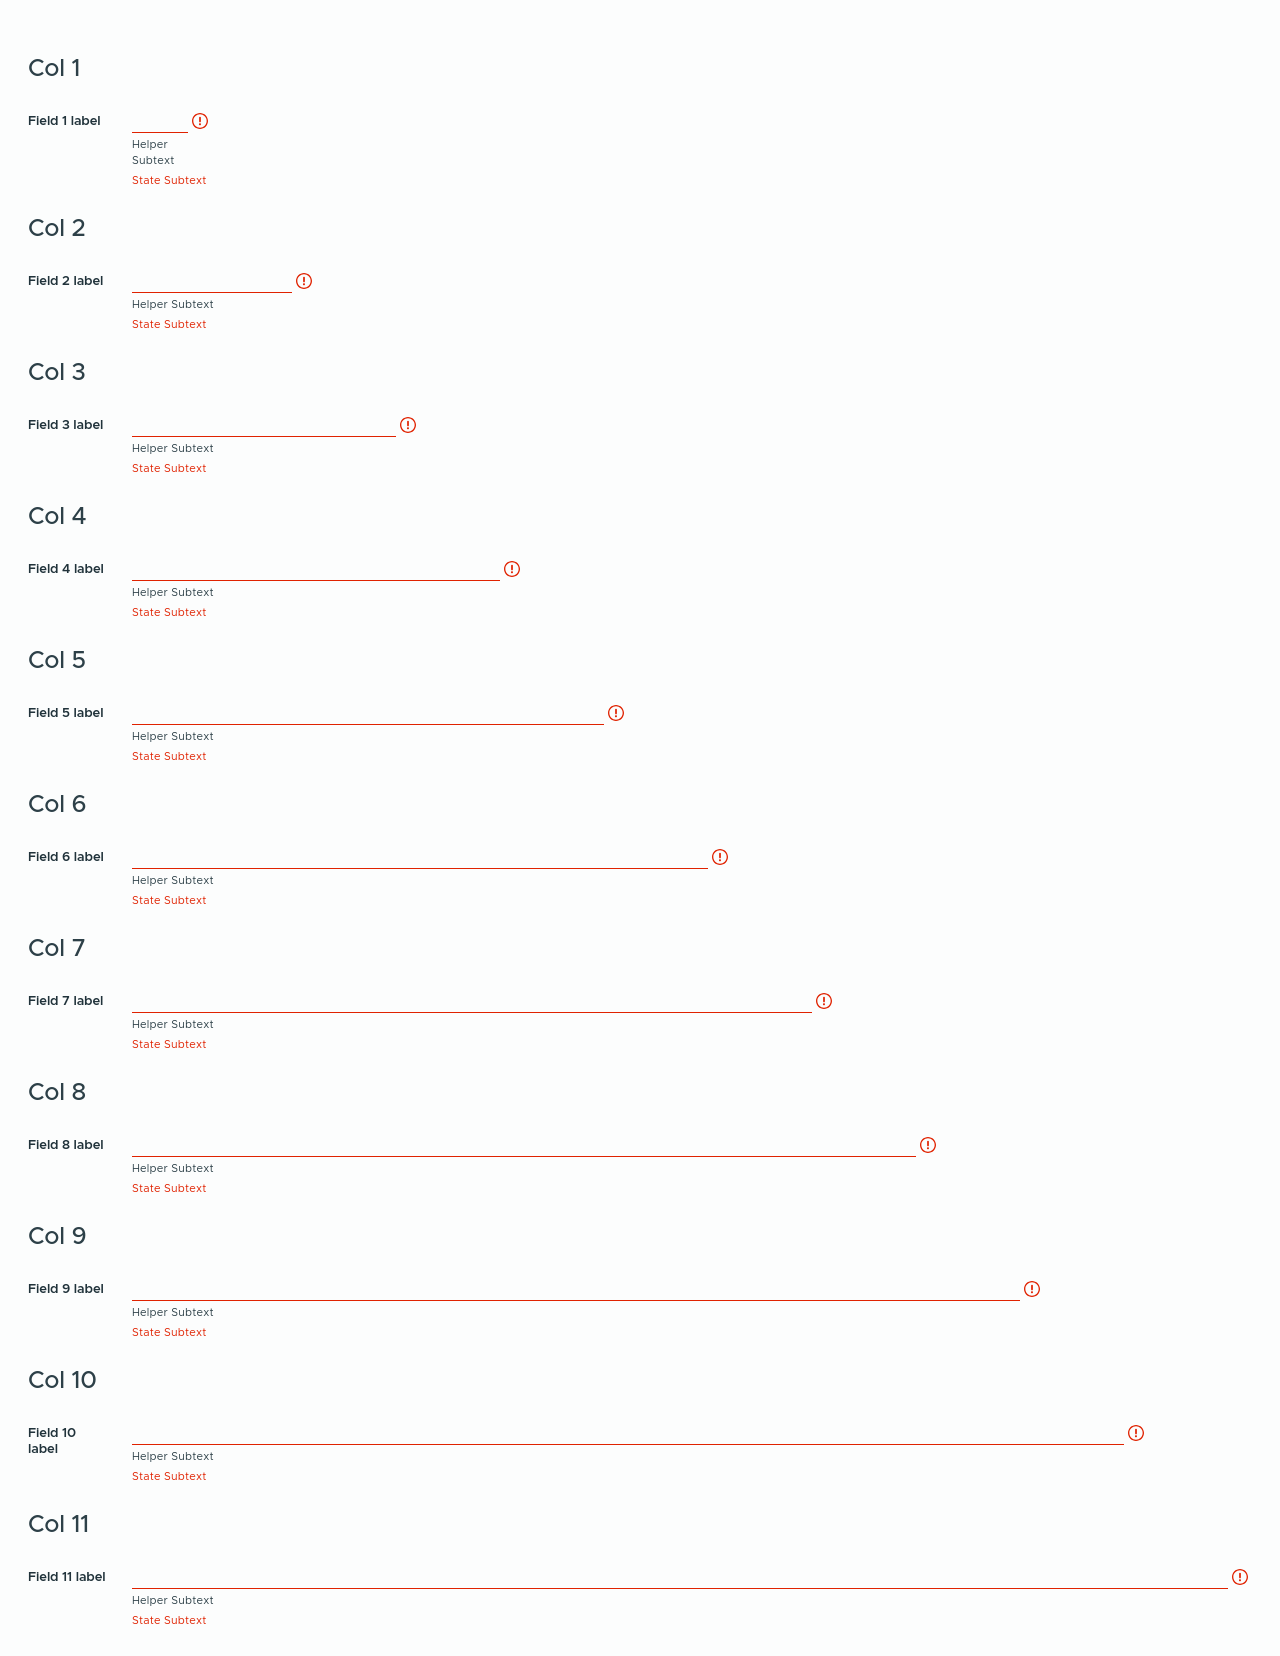 Col 1
Field 1 label
Helper
Subtext
State Subtext
Col 2
Field 2 label
Helper Subtext
State Subtext
Col 3
Field 3 label
Helper Subtext
State Subtext
Col 4
Field 4 label
Helper Subtext
State Subtext
Col 5
Field 5 label
Helper Subtext
State Subtext
Col 6
Field 6 label
Helper Subtext
State Subtext
Col 7
Field 7 label
Helper Subtext
State Subtext
Col 8
Field 8 label
Helper Subtext
State Subtext
Col 9
Field 9 label
Helper Subtext
State Subtext
Col 10
Field 10
label
Helper Subtext
State Subtext
Col 11
Field 11 label
Helper Subtext
State Subtext